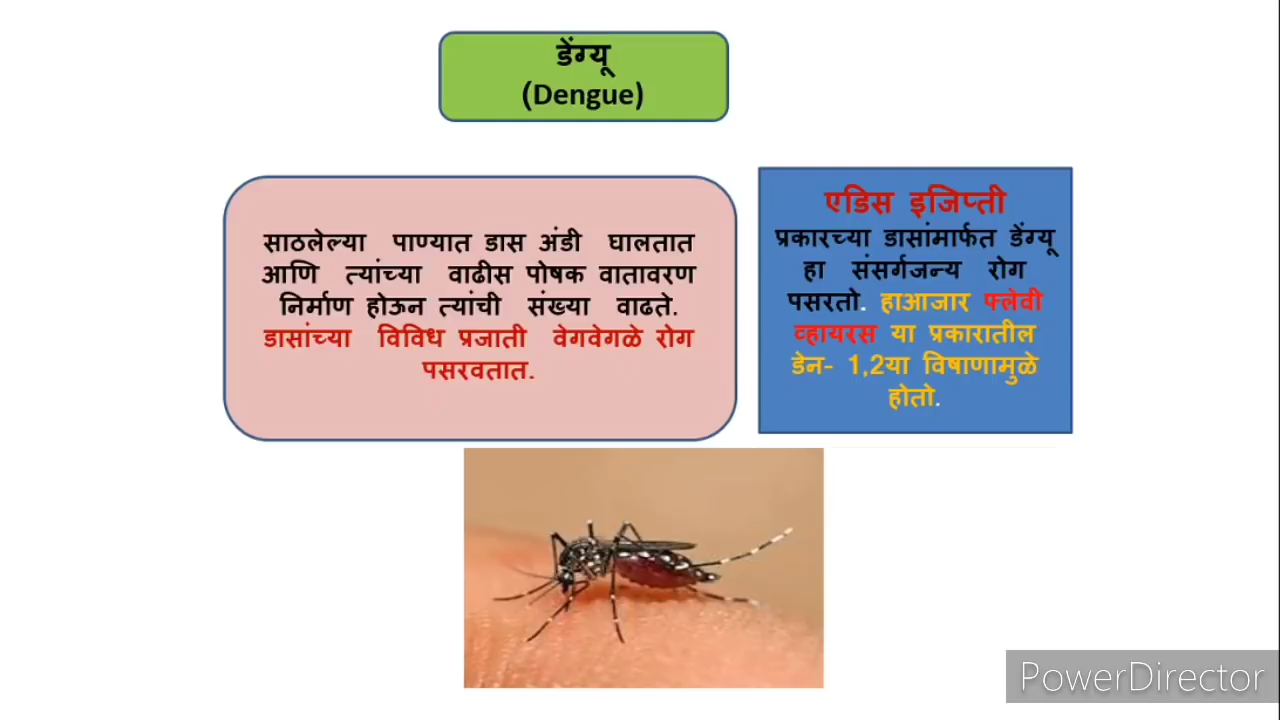 डेंग्यू
(Dengue)
साठलेल्या पाण्यात डास अंडी घालतात
आणि त्यांच्या वाढीस पोषक वातावरण
निर्माण होऊन त्यांची संख्या वाढते.
डासांच्या विविध प्रजाती वेगवेगळे रोग
पसरवतात.
एडिस इजिप्ती
प्रकारच्या डासांमार्फत डेंग्यू
हा संसर्गजन्य रोग
पसरतो. हाआजार फ्लेवी
व्हायरस या प्रकारातील
डेन- 1,2या विषाणामुळे
होतो.
PowerDirector